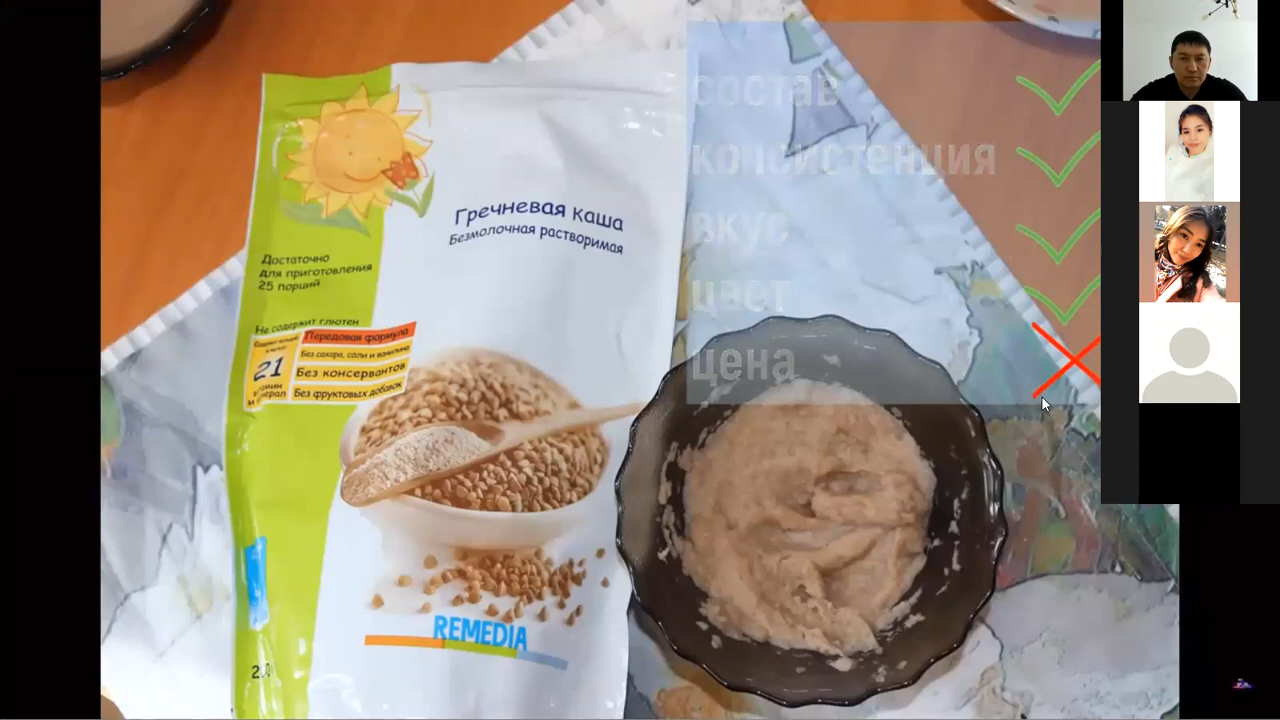 состав
консистенция
вкус
цвет
цена
Гречневая каша
Безмолочная растворимая
Достаточно
для приготовления
25 порций
Не содержит глютен
Передовая формула
Без сахара, соли и ванилина
21
Без консервантов
Без фруктовых добавок
REMEDIA